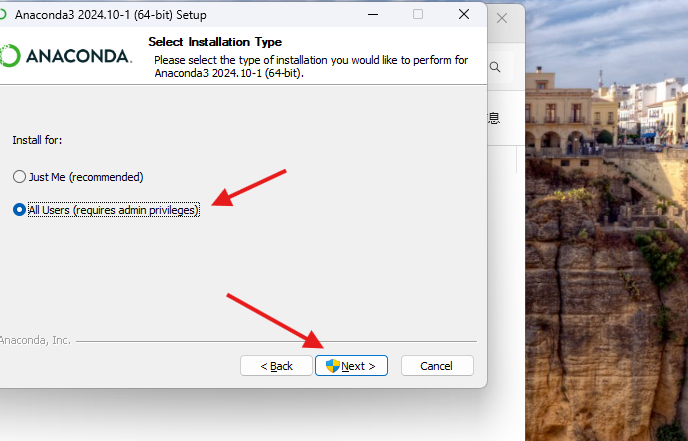 Anaconda3 2024.10-1 (64-bit) Setup
ANACONDA.
Select Installation Type
Please select the type of installation you would like to perform for
Anaconda3 2024.10-1 (64-bit).
息
Install for:
Just Me (recommended)
All Users (requires admin privileges)
Anaconda, Inc.
< Back
Next >
Cancel